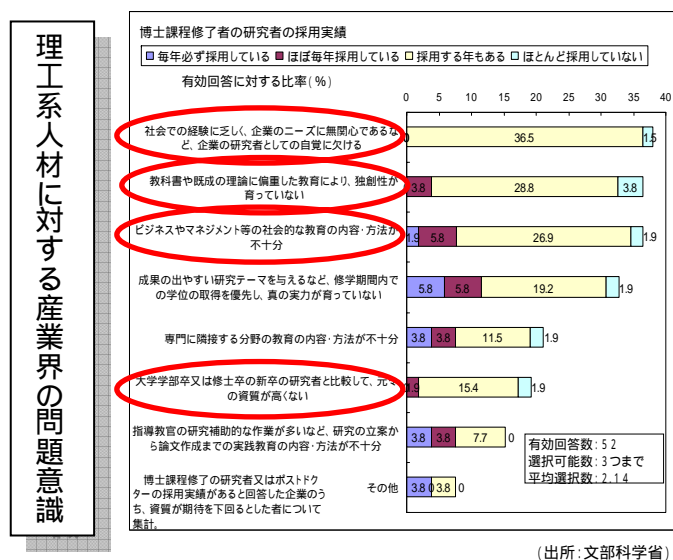 理工系人材に対する産業界の問題意識
博士課程修了者の研究者の採用実績
毎年必ず採用している ほぼ毎年採用している 採用する年もある ほとんど採用していない
有効回答に対する比率(%)
0 5 10 15 20 25 30 35 40
社会での経験に乏しく、企業のニーズに無関心であるな
ど、企業の研究者としての自覚に欠ける
0 36.5 1.5
教科書や既成の理論に偏重した教育により、独創性が
育っていない
3.8 28.8 3.8
ビジネスやマネジメント等の社会的な教育の内容・方法が
不十分
1.9 5.8 26.9 1.9
成果の出やすい研究テーマを与えるなど、修学期間内で
の学位の取得を優先し、真の実力が育っていない
5.8 5.8 19.2 1.9
専門に隣接する分野の教育の内容・方法が不十分
3.8 3.8 11.5 1.9
大学学部卒又は修士卒の新卒の研究者と比較して、元々
の資質が高くない
0 1.9 15.4 1.9
指導教官の研究補助的な作業が多いなど、研究の立案か
ら論文作成までの実践教育の内容・方法が不十分
3.8 3.8 7.7 0
その他
3.8 0 3.8 0
博士課程修了の研究者又はポストドク
ターの採用実績があると回答した企業のう
ち、資質が期待を下回るとした者について
集計。
有効回答数:52
選択可能数:3つまで
平均選択数:2.14
(出所:文部科学省)